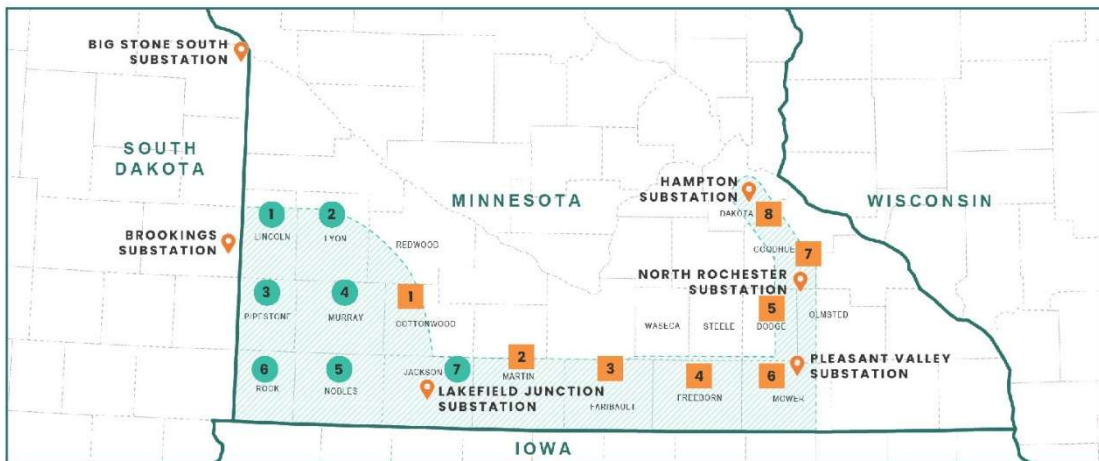 BIG STONE SOUTH
SUBSTATION
SOUTH
DAKOTA
MINNESOTA
WISCONSIN
HAMPTON
SUBSTATION
DAKOTA
8
1
2
LINCOLN
LYON
REDWOOD
BROOKINGS
SUBSTATION
GOODHUE
7
NORTH ROCHESTER
SUBSTATION
3
4
1
PIPESTONE
MURRAY
COTTONWOOD
5
WASECA
STEELE
DODGE
OLMSTED
6
5
JACKSON
7
2
3
4
6
PLEASANT VALLEY
SUBSTATION
ROCK
NOBLES
MARTIN
LAKEFIELD JUNCTION
SUBSTATION
FARIBAULT
FREEBORN
MOWER
IOWA